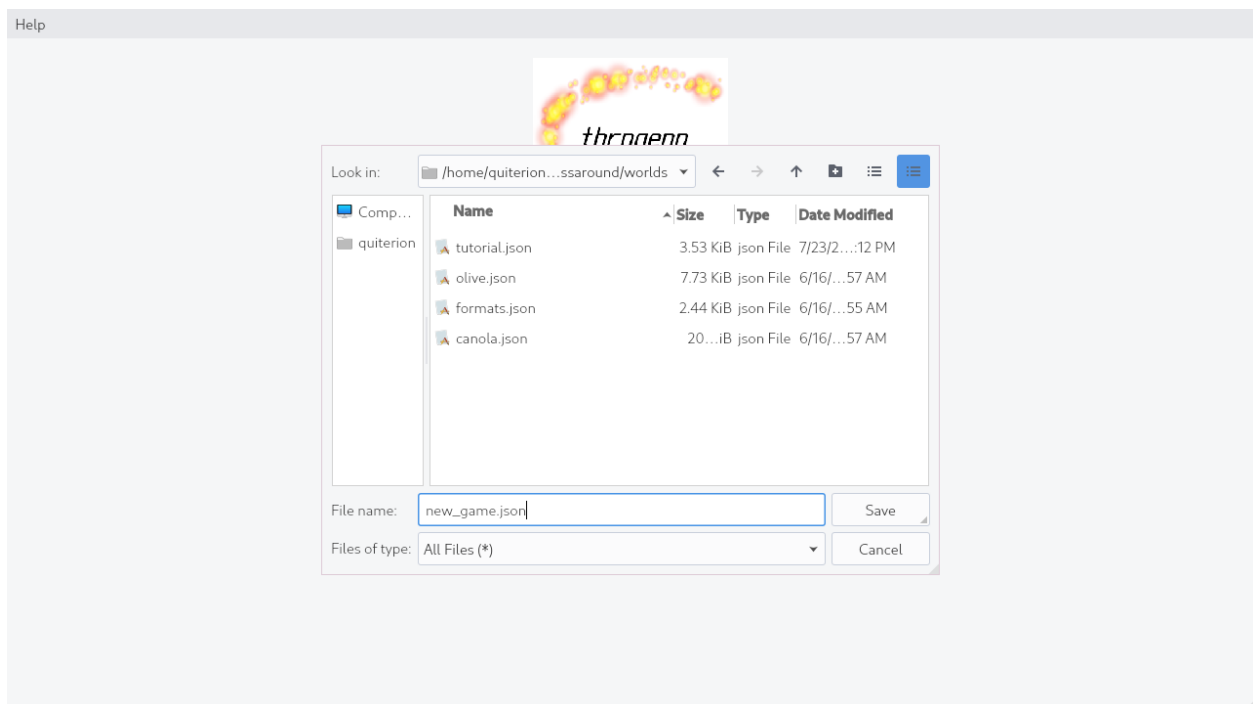 Help
Look in:
/home/quiterion...ssaround/worlds
Comp...
quiterion
Name Size Type Date Modified
tutorial.json 3.53 KiB json File 7/23/2...:12 PM
olive.json 7.73 KiB json File 6/16/...57 AM
formats.json 2.44 KiB json File 6/16/...55 AM
canola.json 20...iB json File 6/16/...57 AM
File name: new_game.json Save
Files of type: All Files (*) Cancel